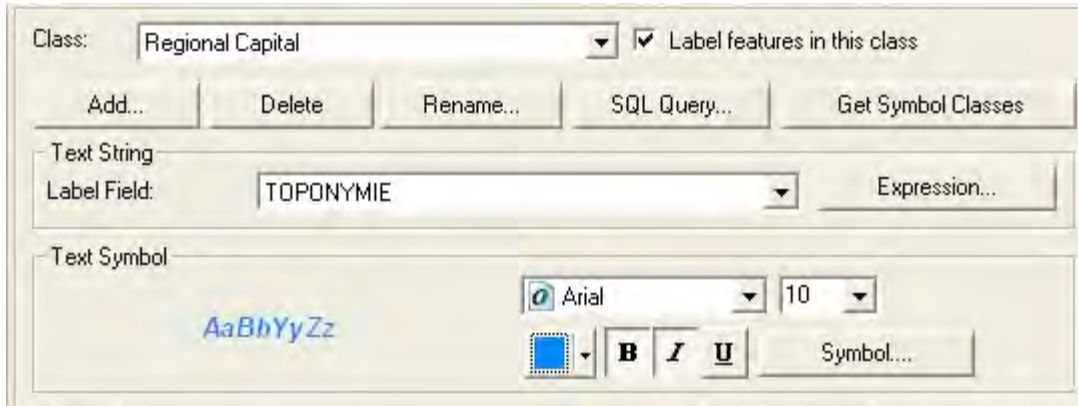 Class: Regional Capital Label features in this class
Add... Delete Rename... SQL Query... Get Symbol Classes
Text String
Label Field: TOPONYMIE Expression...
Text Symbol
AaBbYyZz
Arial 10
B I U Symbol....